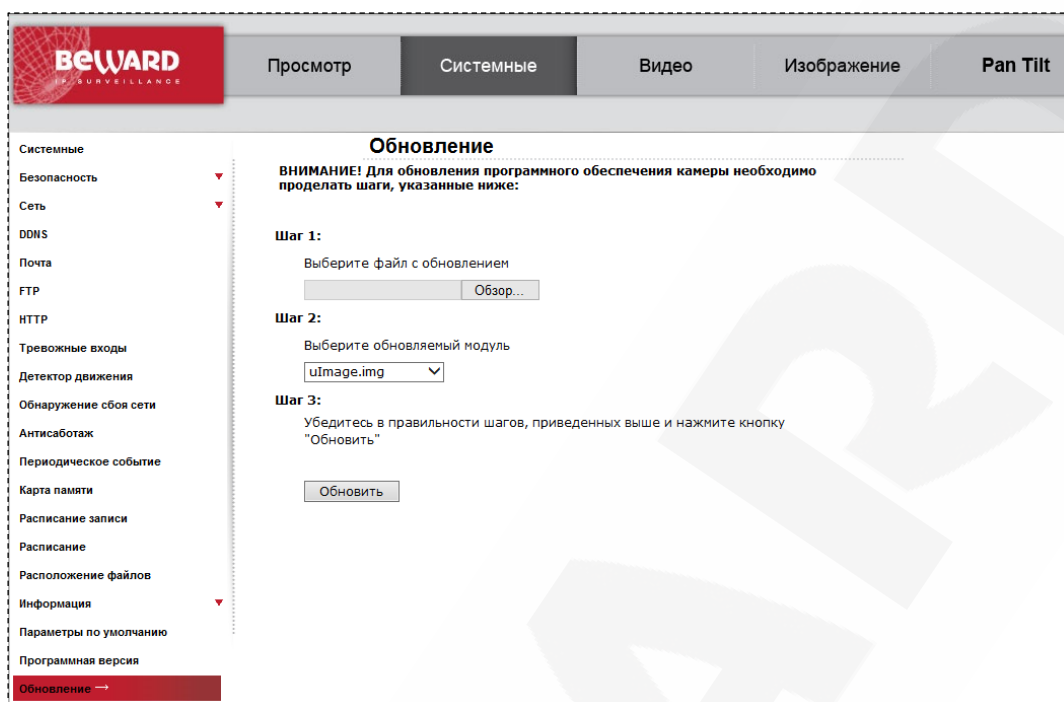 BEWARD
IP SURVEILLANCE
Просмотр
Системные
Видео
Изображение
Pan Tilt
Системные
Безопасность
Сеть
DDNS
Почта
FTP
HTTP
Тревожные входы
Детектор движения
Обнаружение сбоя сети
Антисаботаж
Периодическое событие
Карта памяти
Расписание записи
Расписание
Расположение файлов
Информация
Параметры по умолчанию
Программная версия
Обновление →
Обновление
ВНИМАНИЕ! Для обновления программного обеспечения камеры необходимо
проделать шаги, указанные ниже:
Шаг 1:
Выберите файл с обновлением
Обзор...
Шаг 2:
Выберите обновляемый модуль
uImage.img
Шаг 3:
Убедитесь в правильности шагов, приведенных выше и нажмите кнопку
"Обновить"
Обновить